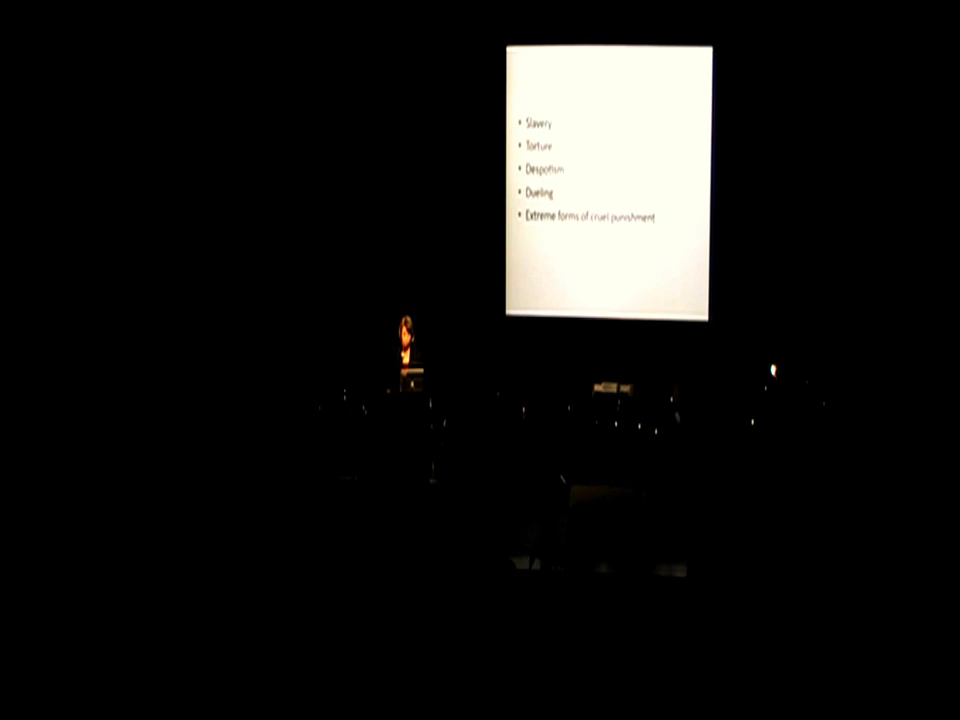 • Slavery
• Torture
• Despotism
• Dueling
• Extreme forms of cruel punishment